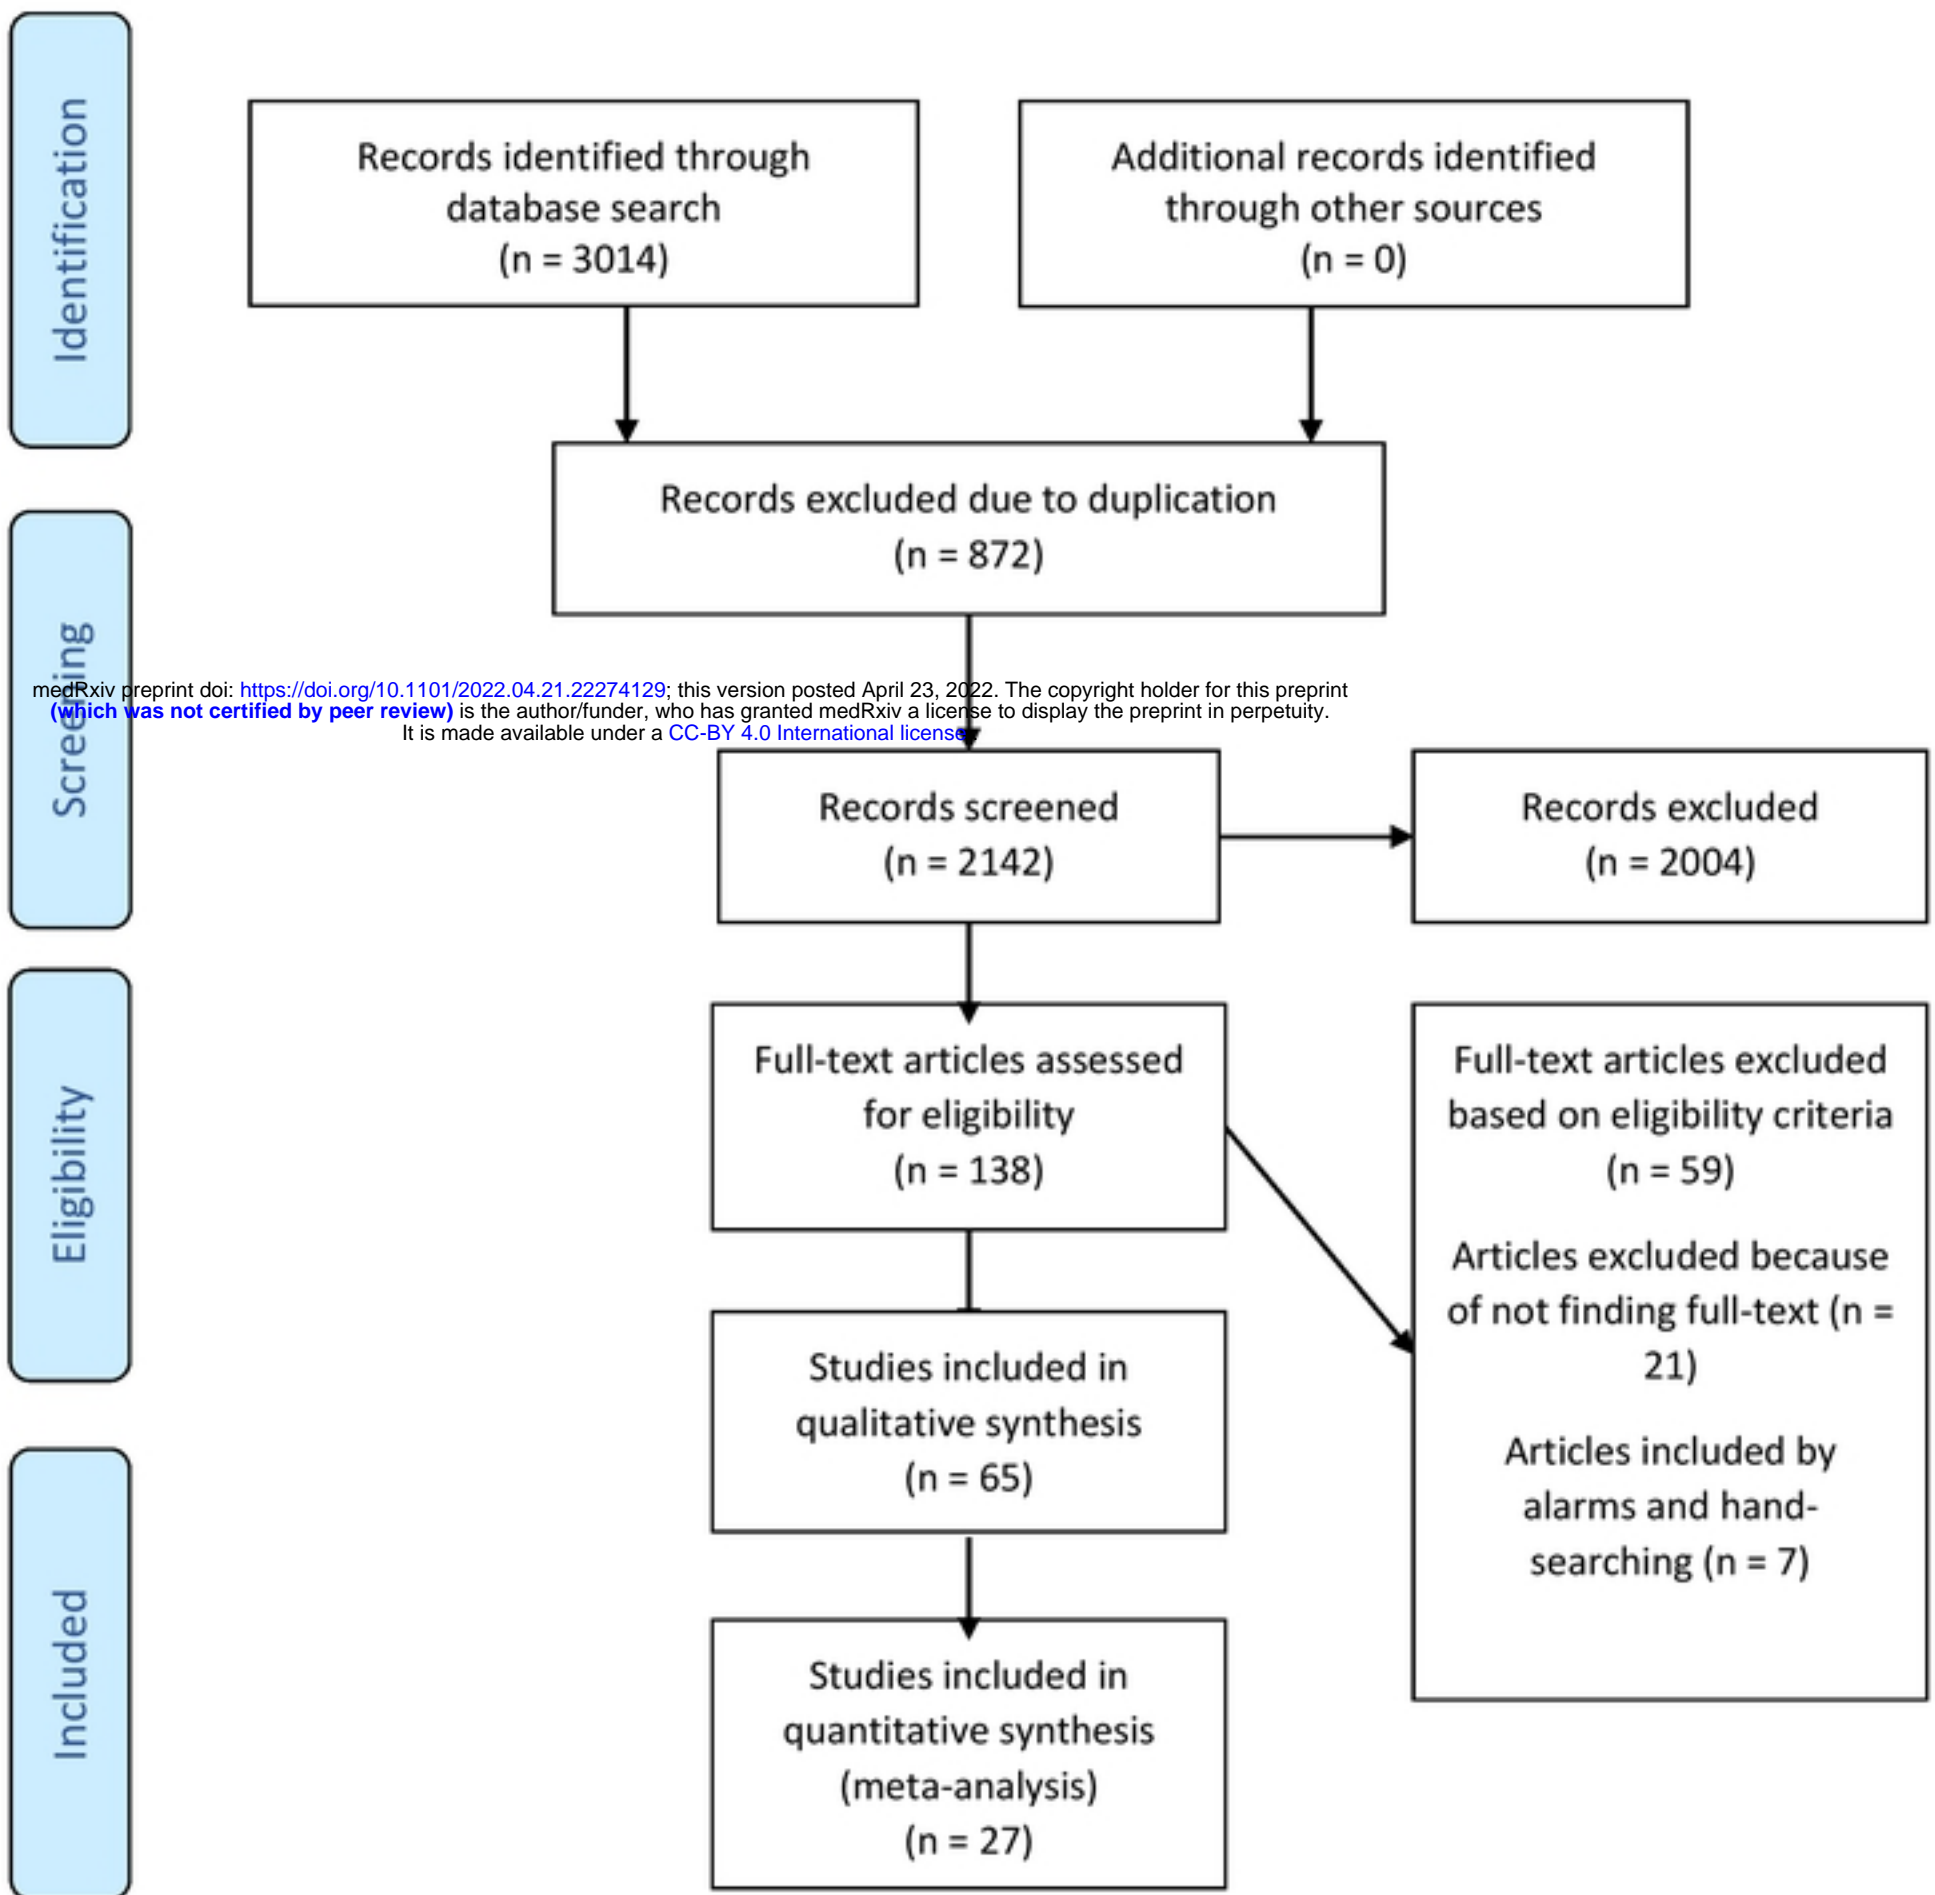 Identification
Records identified through
database search
(n = 3014)
Additional records identified
through other sources
(n = 0)
Records excluded due to duplication
(n = 872)
Screening
medRxiv preprint doi: https://doi.org/10.1101/2022.04.21.22274129; this version posted April 23, 2022. The copyright holder for this preprint
(which was not certified by peer review) is the author/funder, who has granted medRxiv a license to display the preprint in perpetuity.
It is made available under a CC-BY 4.0 International license.
Records screened
(n = 2142)
Records excluded
(n = 2004)
Eligibility
Full-text articles assessed
for eligibility
(n = 138)
Full-text articles excluded
based on eligibility criteria
(n = 59)
Articles excluded because
of not finding full-text (n =
21)
Articles included by
alarms and hand-
searching (n = 7)
Studies included in
qualitative synthesis
(n = 65)
Included
Studies included in
quantitative synthesis
(meta-analysis)
(n = 27)